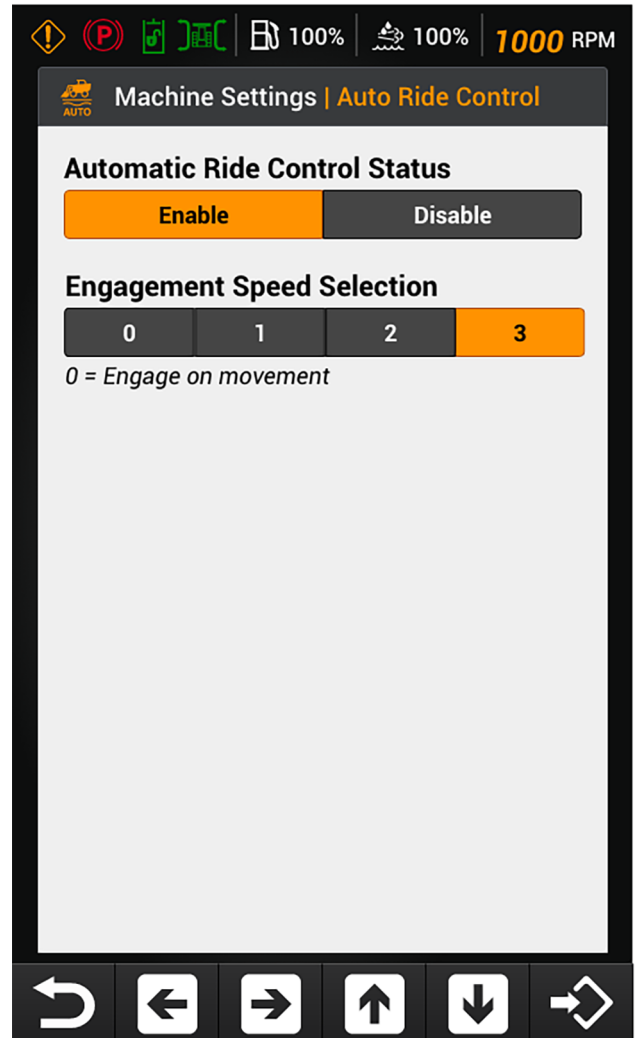 P 100% 100% 1000 RPM
AUTO Machine Settings | Auto Ride Control
Automatic Ride Control Status
Enable Disable
Engagement Speed Selection
0 1 2 3
0 = Engage on movement